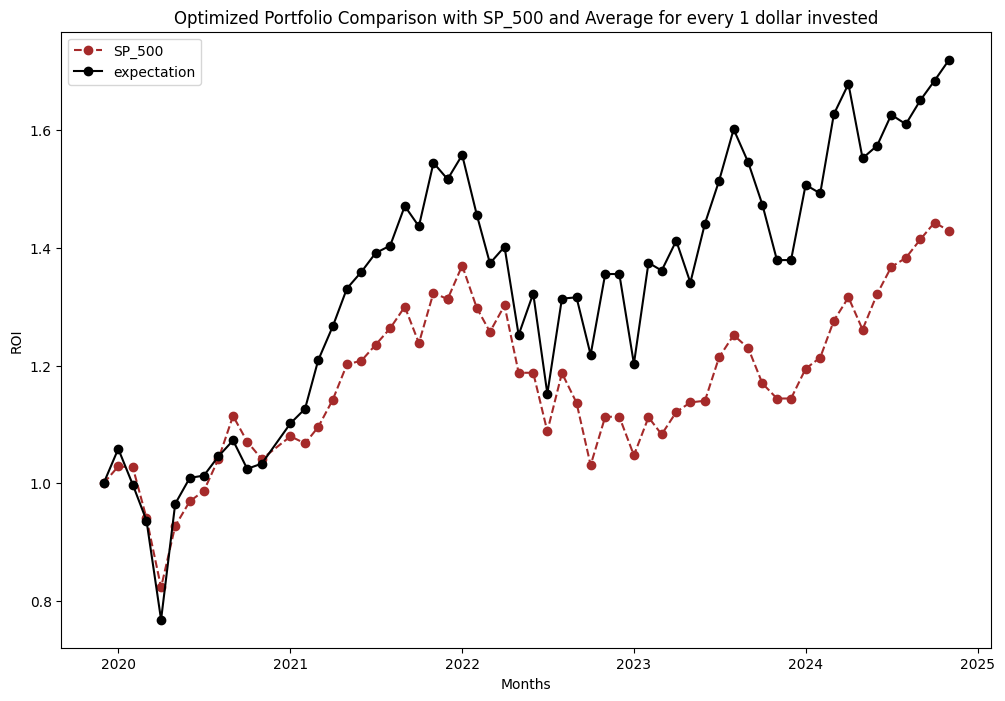 Optimized Portfolio Comparison with SP_500 and Average for every 1 dollar invested
SP_500
expectation
ROI
1.6
1.4
1.2
1.0
0.8
2020
2021
2022
2023
2024
2025
Months